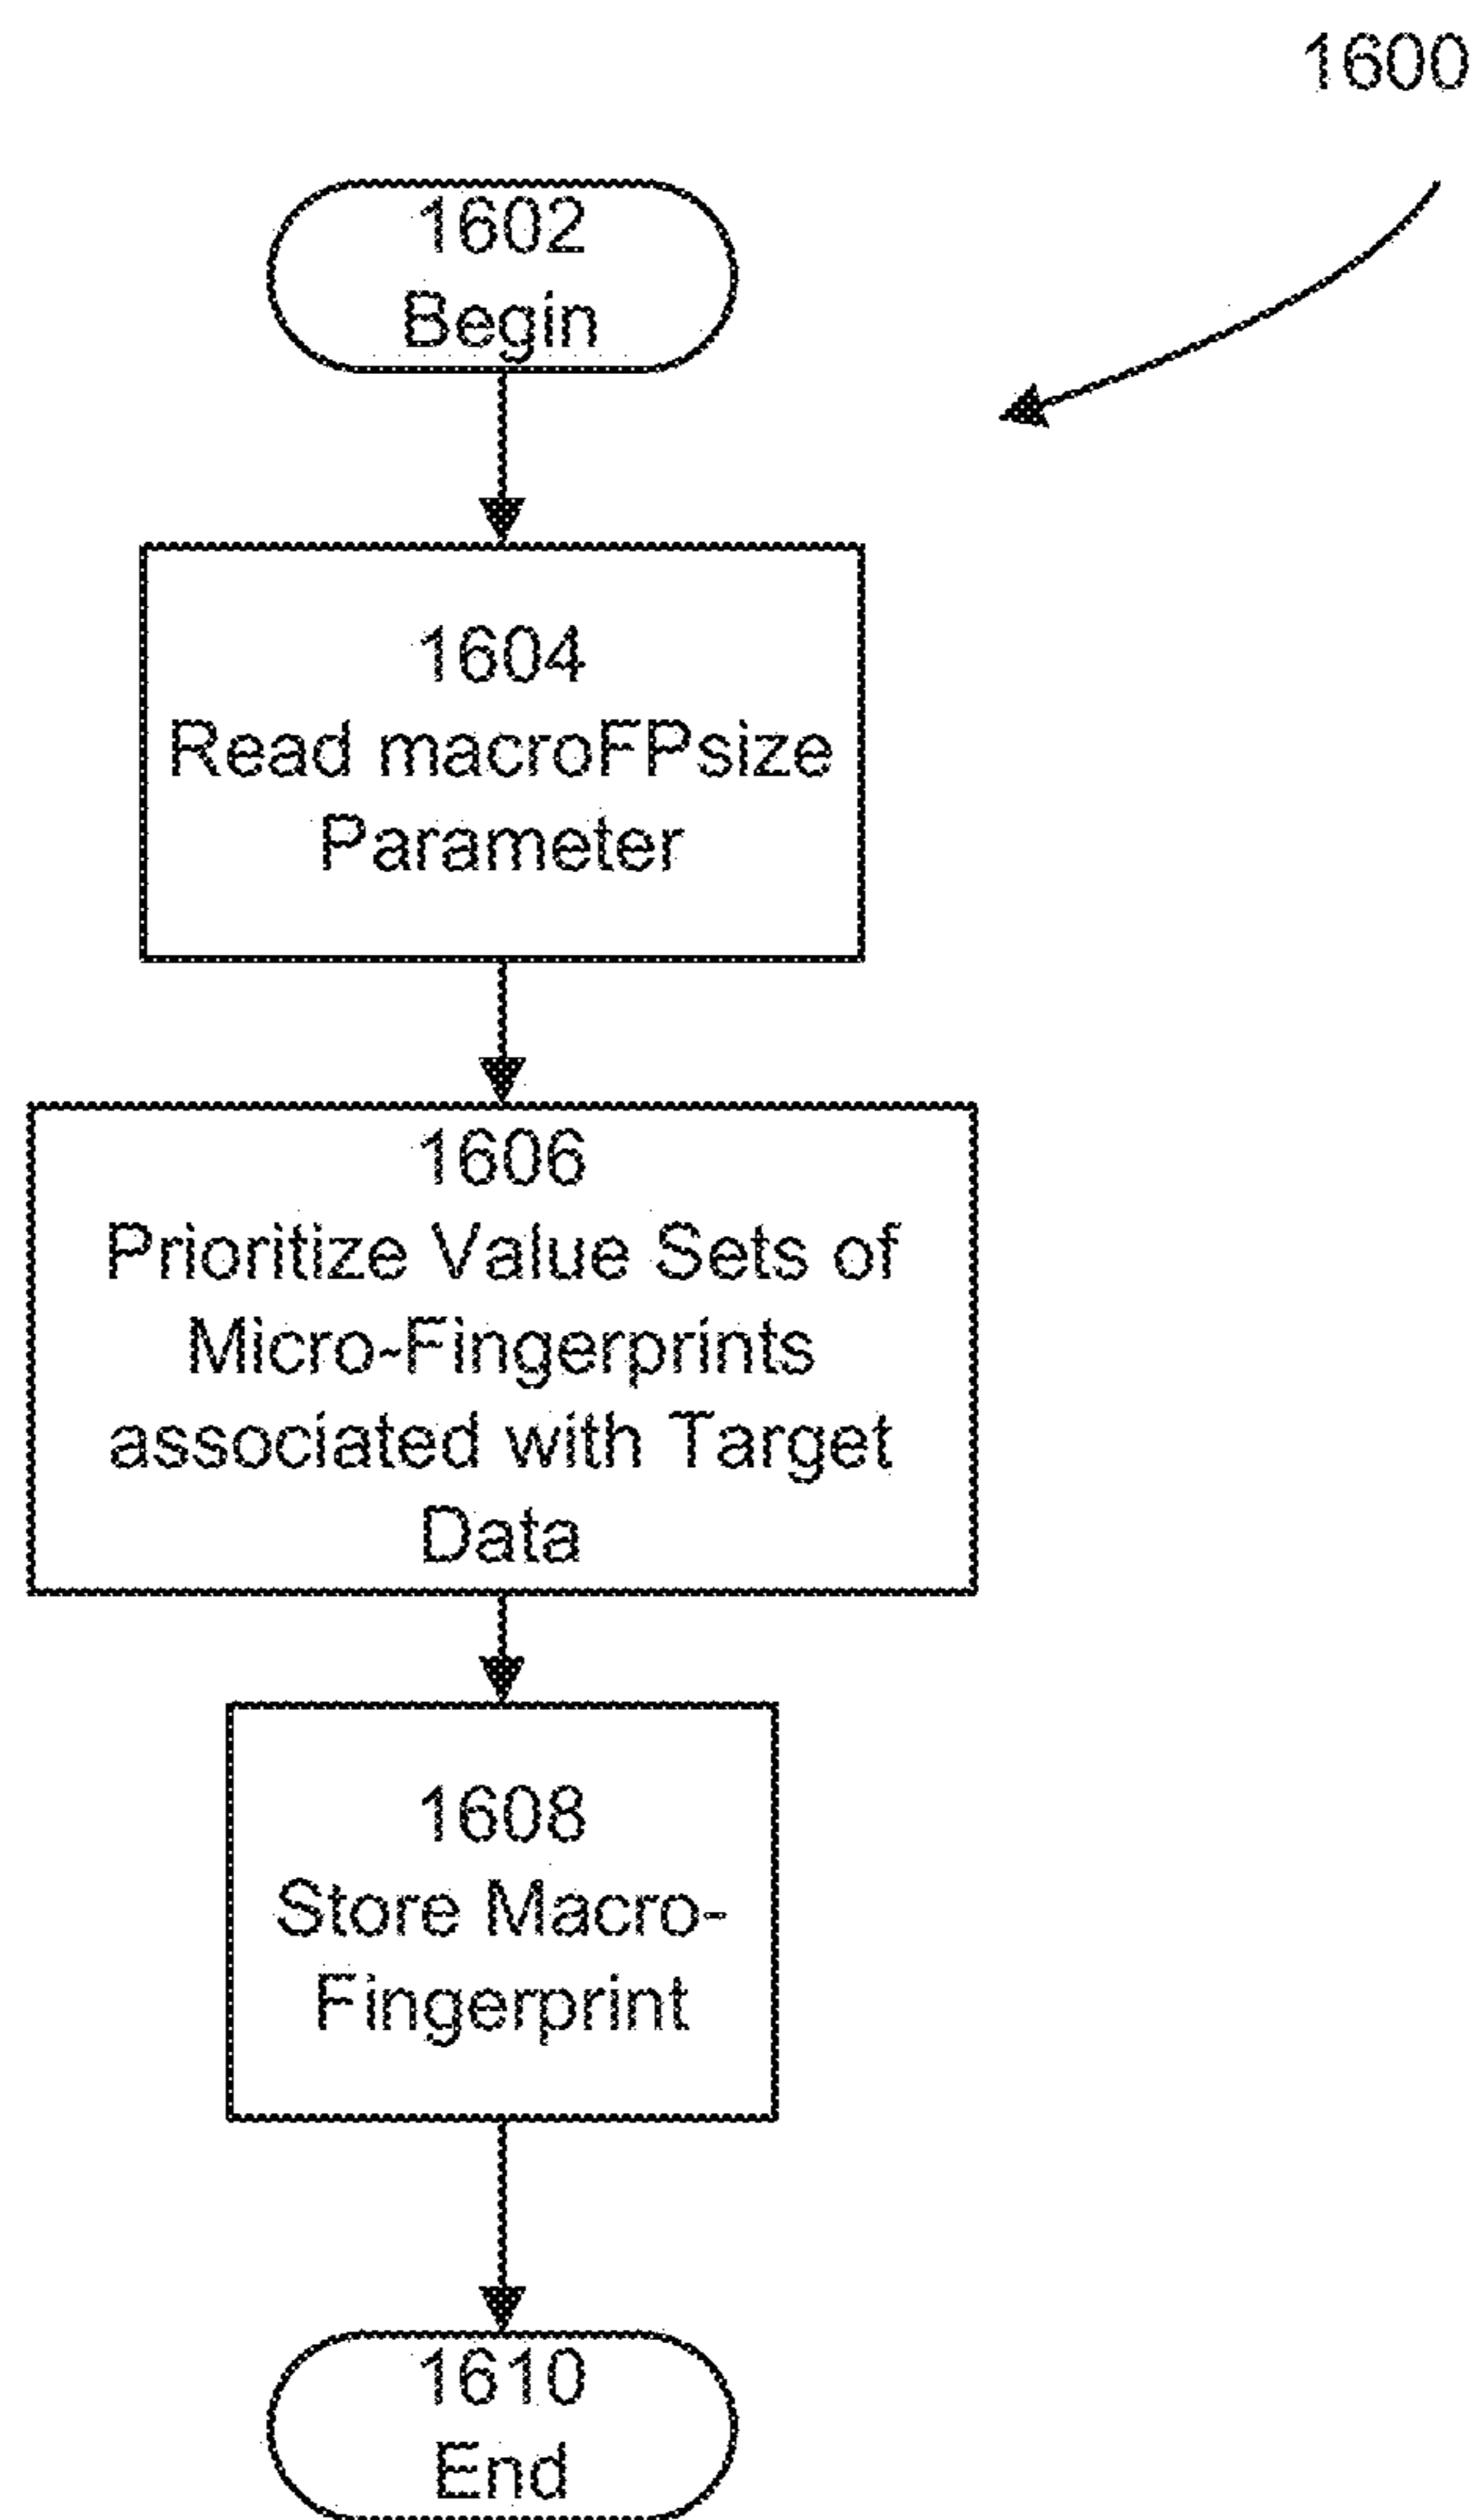 1600
1602
Begin
1604
Read macroFPsize
Parameter
1606
Prioritize Value Sets of
Micro-Fingerprints
associated with Target
Data
1608
Store Macro-
Fingerprint
1610
End